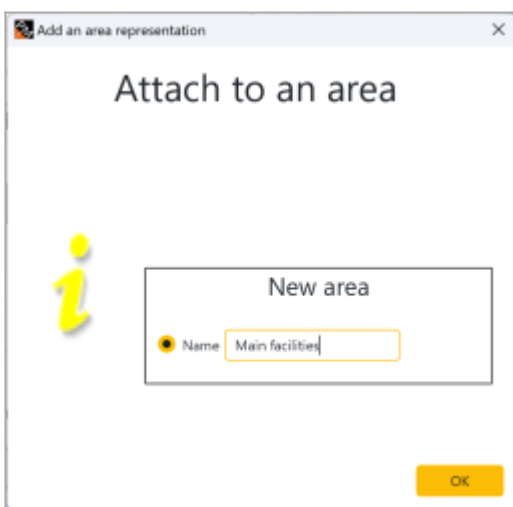 Add an area representation
Attach to an area
New area
Name Main facilities
OK